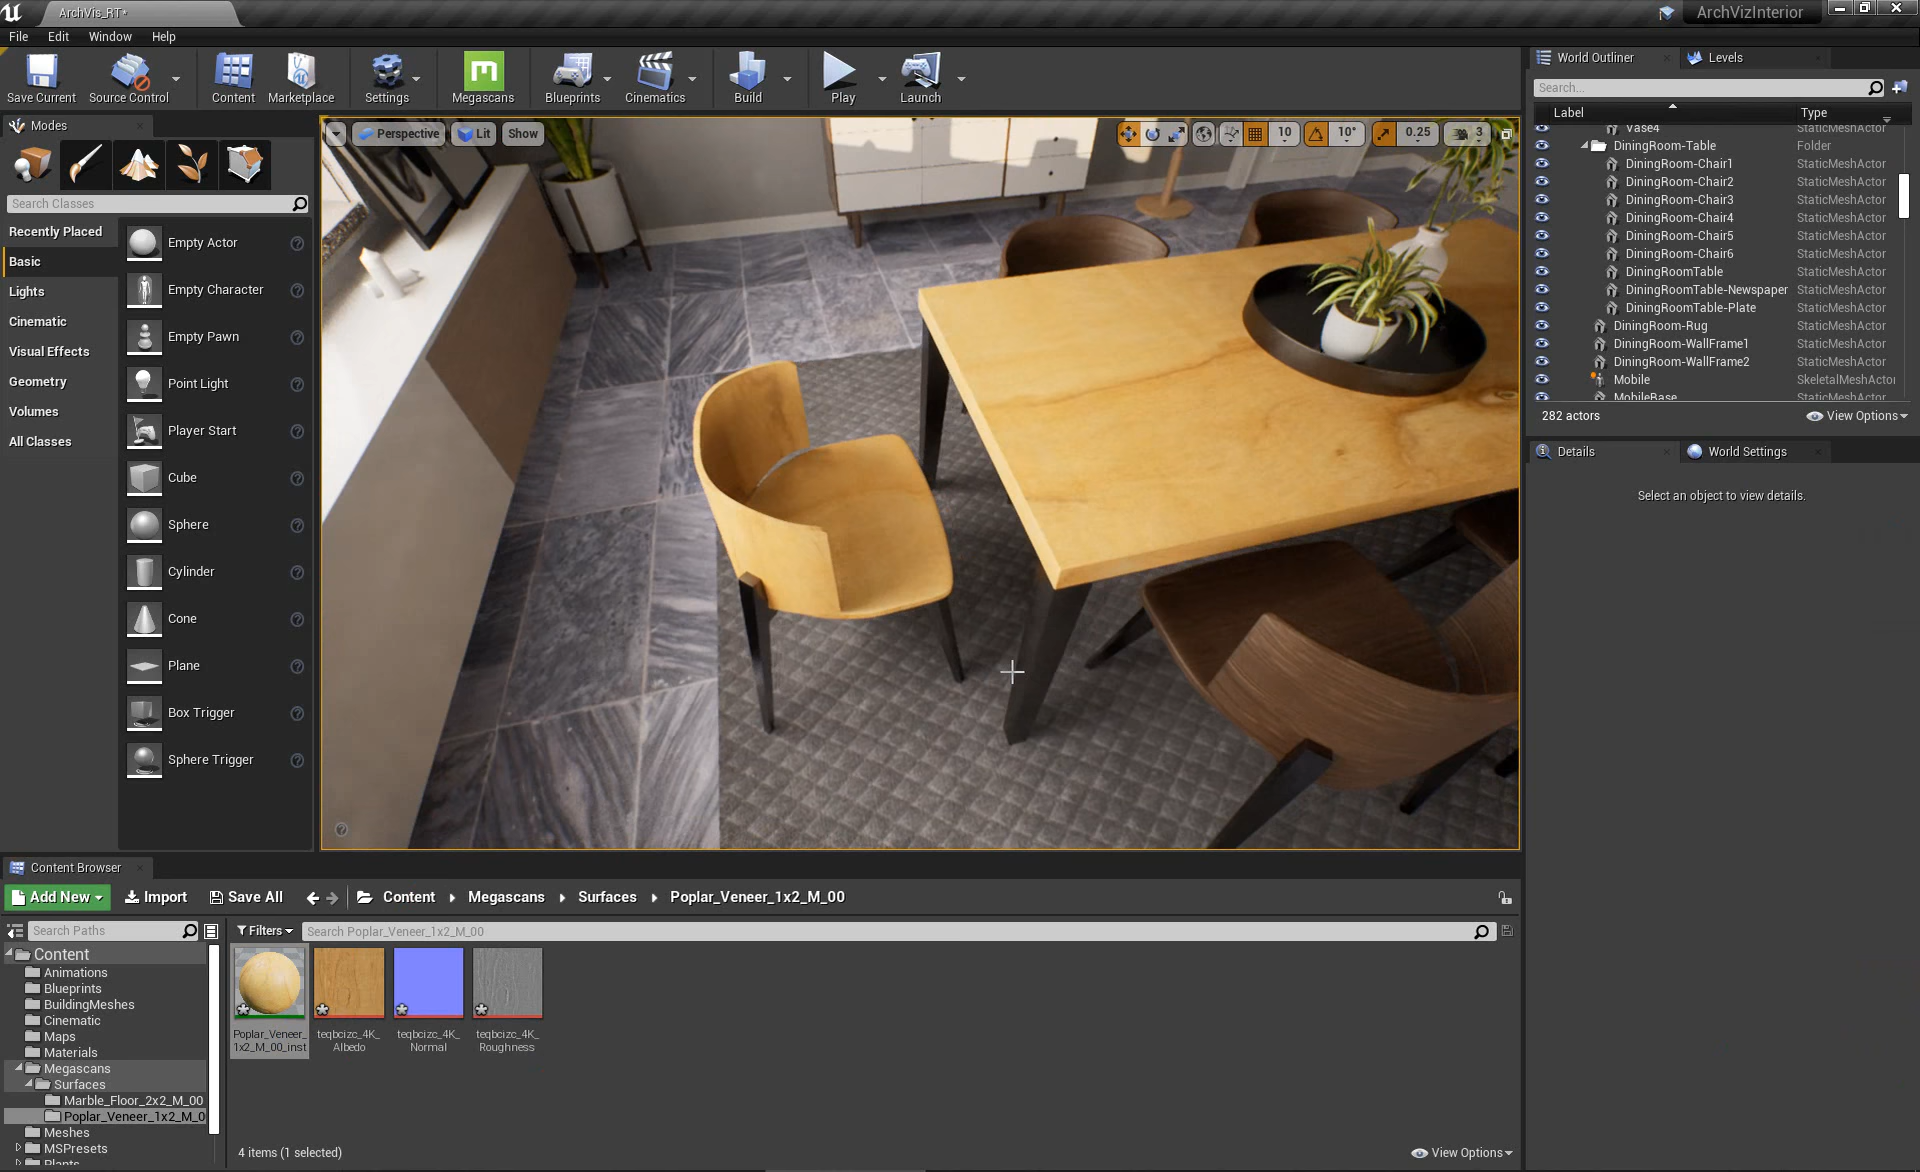 ArchVis_RT*
ArchVizInterior
File Edit Window Help
Save Current Source Control Content Marketplace Settings Megascans Blueprints Cinematics Build Play Launch
Modes
Search Classes
Recently Placed
Basic
Lights
Cinematic
Visual Effects
Geometry
Volumes
All Classes
Empty Actor
Empty Character
Empty Pawn
Point Light
Player Start
Cube
Sphere
Cylinder
Cone
Plane
Box Trigger
Sphere Trigger
Perspective Lit Show 10 10° 0.25 3
World Outliner Levels
Search...
Label Type
Vase4 StaticMeshActor
DiningRoom-Table Folder
DiningRoom-Chair1 StaticMeshActor
DiningRoom-Chair2 StaticMeshActor
DiningRoom-Chair3 StaticMeshActor
DiningRoom-Chair4 StaticMeshActor
DiningRoom-Chair5 StaticMeshActor
DiningRoom-Chair6 StaticMeshActor
DiningRoomTable StaticMeshActor
DiningRoomTable-Newspaper StaticMeshActor
DiningRoomTable-Plate StaticMeshActor
DiningRoom-Rug StaticMeshActor
DiningRoom-WallFrame1 StaticMeshActor
DiningRoom-WallFrame2 StaticMeshActor
Mobile SkeletalMeshActor
MobileBase StaticMeshActor
282 actors View Options
Details World Settings
Select an object to view details.
Content Browser
Add New Import Save All Content Megascans Surfaces Poplar_Veneer_1x2_M_00
Search Paths
Filters Search Poplar_Veneer_1x2_M_00
Content
Animations
Blueprints
BuildingMeshes
Cinematic
Maps
Materials
Megascans
Surfaces
Marble_Floor_2x2_M_00
Poplar_Veneer_1x2_M_0
Meshes
MSPresets
Plants
Poplar_Veneer_
1x2_M_00_inst
teqbcizc_4K_
Albedo
teqbcizc_4K_
Normal
teqbcizc_4K_
Roughness
4 items (1 selected) View Options